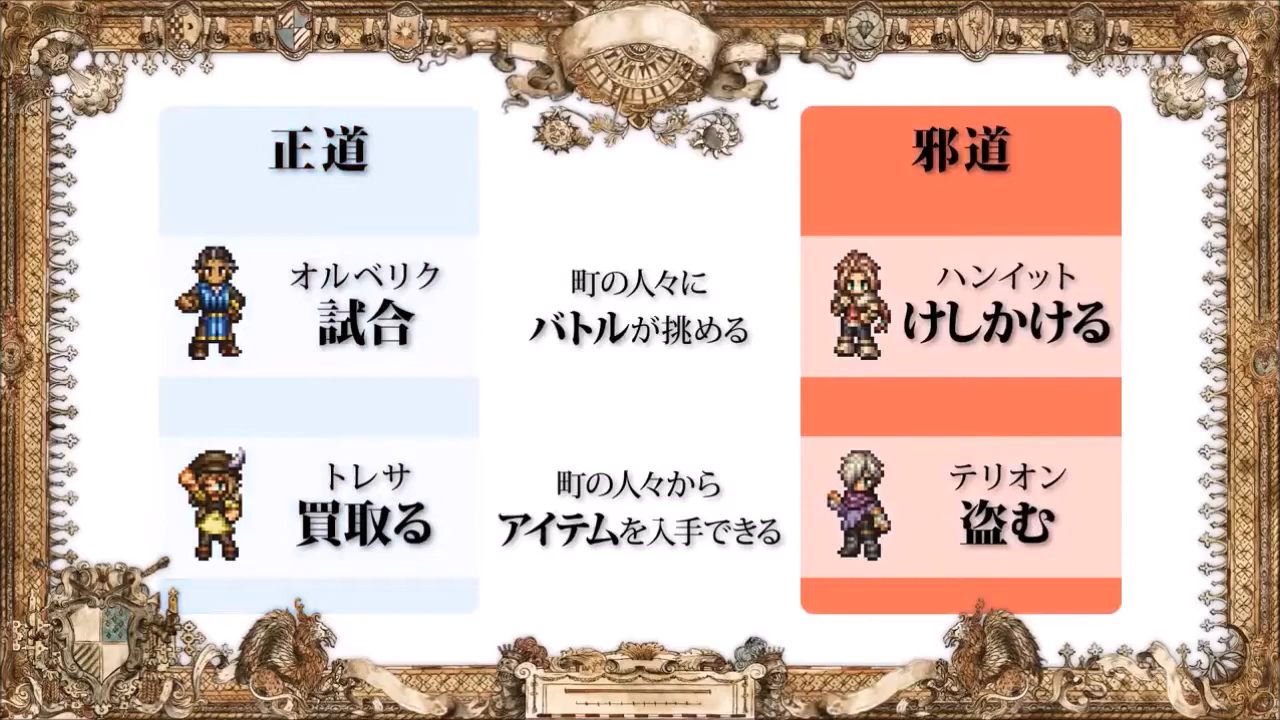 正道
邪道
オルベリク
試合
町の人々に
バトルが挑める
ハンイット
けしかける
トレサ
買取る
町の人々から
アイテムを入手できる
テリオン
盗む